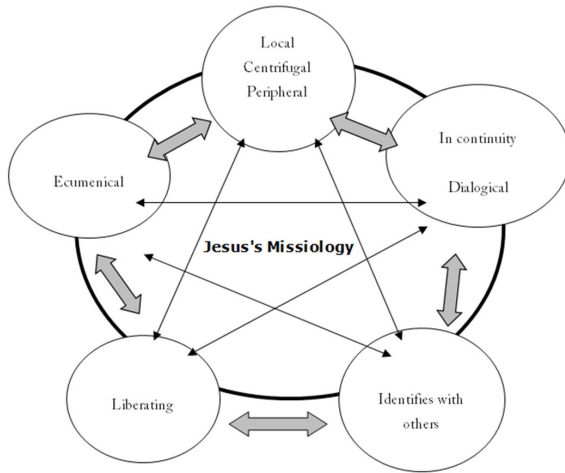 Local
Centrifugal
Peripheral
In continuity
Dialogical
Ecumenical
Jesus's Missiology
Liberating
Identifies with
others